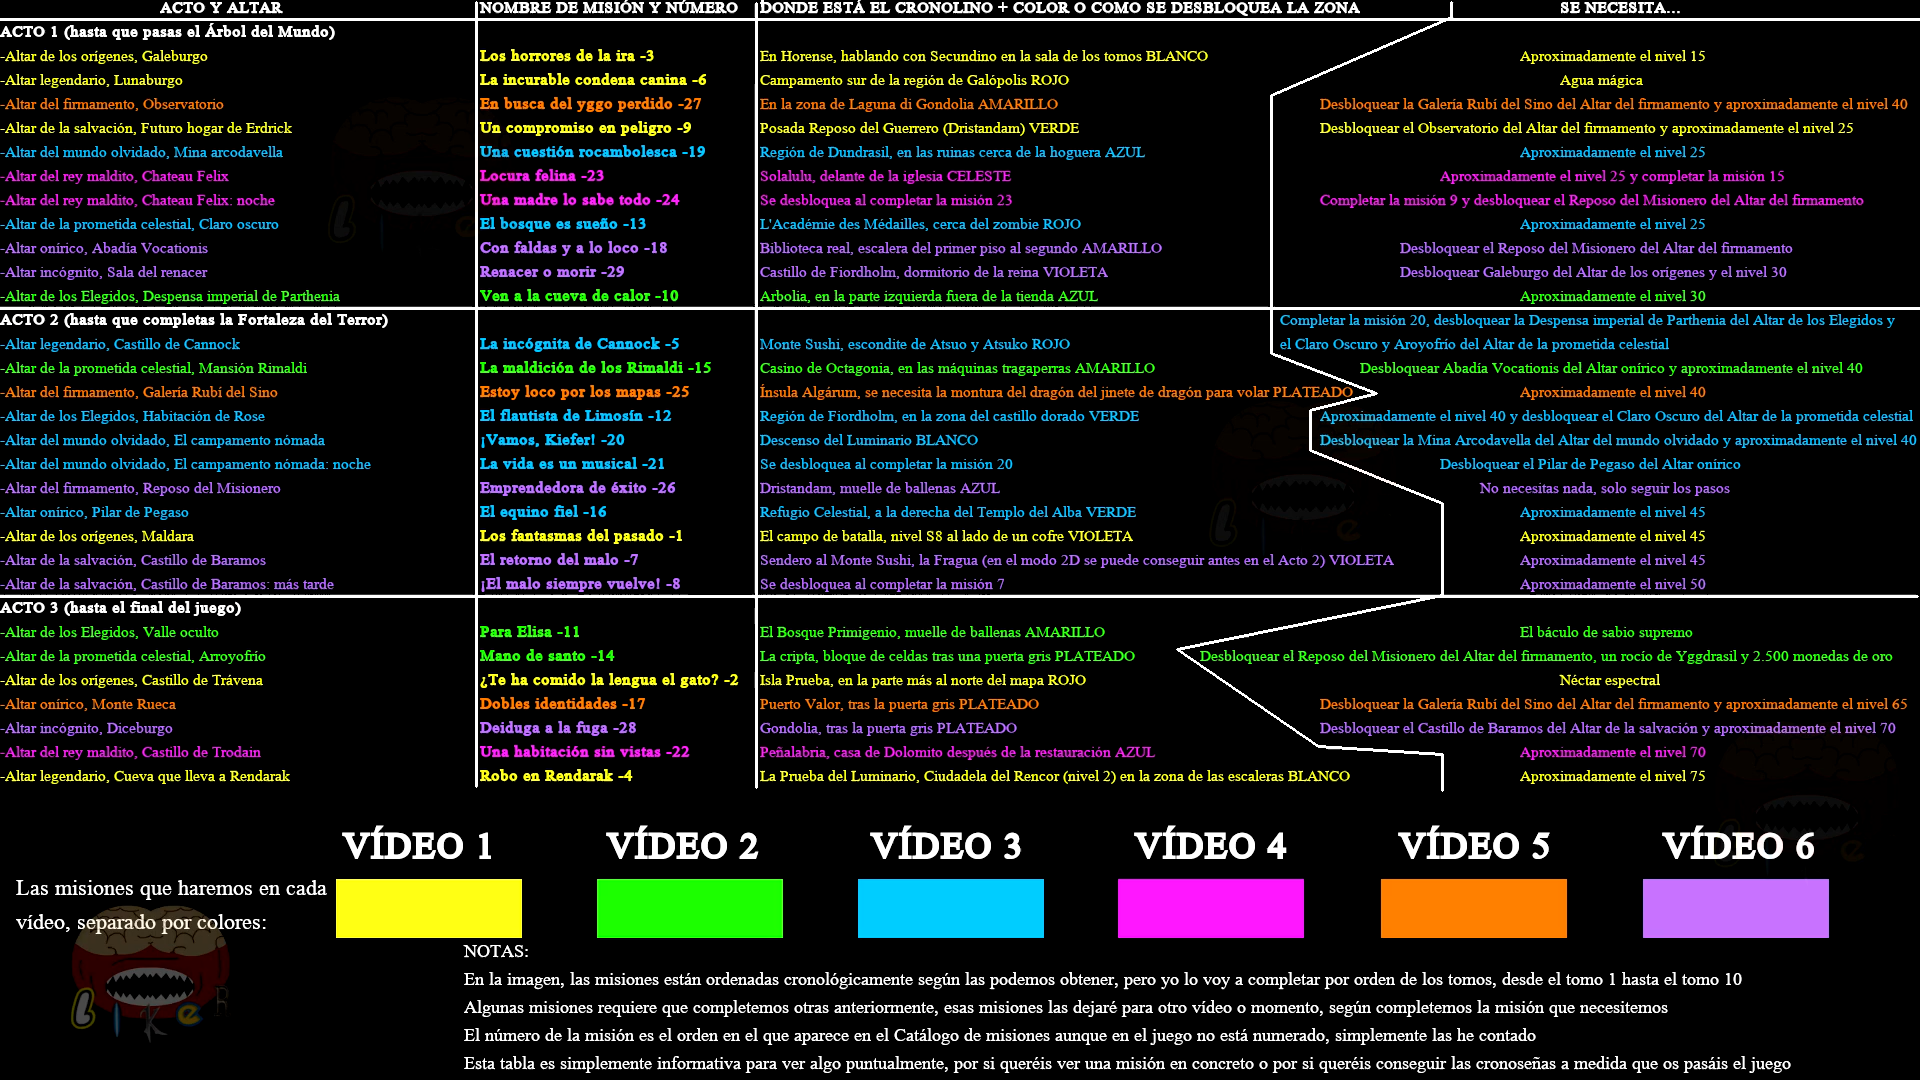 ACTO Y ALTAR NOMBRE DE MISIÓN Y NÚMERO DONDE ESTÁ EL CRONOLINO + COLOR O COMO SE DESBLOQUEA LA ZONA SE NECESITA...
ACTO 1 (hasta que pasas el Árbol del Mundo)
-Altar de los orígenes, Galeburgo Los horrores de la ira -3 En Horense, hablando con Secundino en la sala de los tomos BLANCO Aproximadamente el nivel 15
-Altar legendario, Lunaburgo La incurable condena canina -6 Campamento sur de la región de Galópolis ROJO Agua mágica
-Altar del firmamento, Observatorio En busca del yggo perdido -27 En la zona de Laguna di Gondolia AMARILLO Desbloquear la Galería Rubí del Sino del Altar del firmamento y aproximadamente el nivel 40
-Altar de la salvación, Futuro hogar de Erdrick Un compromiso en peligro -9 Posada Reposo del Guerrero (Dristandam) VERDE Desbloquear el Observatorio del Altar del firmamento y aproximadamente el nivel 25
-Altar del mundo olvidado, Mina arcodavella Una cuestión rocambolesca -19 Región de Dundrasil, en las ruinas cerca de la hoguera AZUL Aproximadamente el nivel 25
-Altar del rey maldito, Chateau Felix Locura felina -23 Solalulu, delante de la iglesia CELESTE Aproximadamente el nivel 25 y completar la misión 15
-Altar del rey maldito, Chateau Felix: noche Una madre lo sabe todo -24 Se desbloquea al completar la misión 23 Completar la misión 9 y desbloquear el Reposo del Misionero del Altar del firmamento
-Altar de la prometida celestial, Claro oscuro El bosque es sueño -13 L'Académie des Médailles, cerca del zombie ROJO Aproximadamente el nivel 25
-Altar onírico, Abadía Vocationis Con faldas y a lo loco -18 Biblioteca real, escalera del primer piso al segundo AMARILLO Desbloquear el Reposo del Misionero del Altar del firmamento
-Altar incógnito, Sala del renacer Renacer o morir -29 Castillo de Fiordholm, dormitorio de la reina VIOLETA Desbloquear Galeburgo del Altar de los orígenes y el nivel 30
-Altar de los Elegidos, Despensa imperial de Parthenia Ven a la cueva de calor -10 Arbolia, en la parte izquierda fuera de la tienda AZUL Aproximadamente el nivel 30
ACTO 2 (hasta que completas la Fortaleza del Terror) Completar la misión 20, desbloquear la Despensa imperial de Parthenia del Altar de los Elegidos y
-Altar legendario, Castillo de Cannock La incógnita de Cannock -5 Monte Sushi, escondite de Atsuo y Atsuko ROJO el Claro Oscuro y Aroyofrío del Altar de la prometida celestial
-Altar de la prometida celestial, Mansión Rimaldi La maldición de los Rimaldi -15 Casino de Octagonia, en las máquinas tragaperras AMARILLO Desbloquear Abadía Vocationis del Altar onírico y aproximadamente el nivel 40
-Altar del firmamento, Galería Rubí del Sino Estoy loco por los mapas -25 Ínsula Algárum, se necesita la montura del dragón del jinete de dragón para volar PLATEADO Aproximadamente el nivel 40
-Altar de los Elegidos, Habitación de Rose El flautista de Limosín -12 Región de Fiordholm, en la zona del castillo dorado VERDE Aproximadamente el nivel 40 y desbloquear el Claro Oscuro del Altar de la prometida celestial
-Altar del mundo olvidado, El campamento nómada ¡Vamos, Kiefer! -20 Descenso del Luminario BLANCO Desbloquear la Mina Arcodavella del Altar del mundo olvidado y aproximadamente el nivel 40
-Altar del mundo olvidado, El campamento nómada: noche La vida es un musical -21 Se desbloquea al completar la misión 20 Desbloquear el Pilar de Pegaso del Altar onírico
-Altar del firmamento, Reposo del Misionero Emprendedora de éxito -26 Dristandam, muelle de ballenas AZUL No necesitas nada, solo seguir los pasos
-Altar onírico, Pilar de Pegaso El equino fiel -16 Refugio Celestial, a la derecha del Templo del Alba VERDE Aproximadamente el nivel 45
-Altar de los orígenes, Maldara Los fantasmas del pasado -1 El campo de batalla, nivel S8 al lado de un cofre VIOLETA Aproximadamente el nivel 45
-Altar de la salvación, Castillo de Baramos El retorno del malo -7 Sendero al Monte Sushi, la Fragua (en el modo 2D se puede conseguir antes en el Acto 2) VIOLETA Aproximadamente el nivel 45
-Altar de la salvación, Castillo de Baramos: más tarde ¡El malo siempre vuelve! -8 Se desbloquea al completar la misión 7 Aproximadamente el nivel 50
ACTO 3 (hasta el final del juego)
-Altar de los Elegidos, Valle oculto Para Elisa -11 El Bosque Primigenio, muelle de ballenas AMARILLO El báculo de sabio supremo
-Altar de la prometida celestial, Arroyofrío Mano de santo -14 La cripta, bloque de celdas tras una puerta gris PLATEADO Desbloquear el Reposo del Misionero del Altar del firmamento, un rocío de Yggdrasil y 2.500 monedas de oro
-Altar de los orígenes, Castillo de Trávena ¿Te ha comido la lengua el gato? -2 Isla Prueba, en la parte más al norte del mapa ROJO Néctar espectral
-Altar onírico, Monte Rueca Dobles identidades -17 Puerto Valor, tras la puerta gris PLATEADO Desbloquear la Galería Rubí del Sino del Altar del firmamento y aproximadamente el nivel 65
-Altar incógnito, Diceburgo Deiduga a la fuga -28 Gondolia, tras la puerta gris PLATEADO Desbloquear el Castillo de Baramos del Altar de la salvación y aproximadamente el nivel 70
-Altar del rey maldito, Castillo de Trodain Una habitación sin vistas -22 Peñalabria, casa de Dolomito después de la restauración AZUL Aproximadamente el nivel 70
-Altar legendario, Cueva que lleva a Rendarak Robo en Rendarak -4 La Prueba del Luminario, Ciudadela del Rencor (nivel 2) en la zona de las escaleras BLANCO Aproximadamente el nivel 75
VÍDEO 1 VÍDEO 2 VÍDEO 3 VÍDEO 4 VÍDEO 5 VÍDEO 6
Las misiones que haremos en cada
vídeo, separado por colores:
NOTAS:
En la imagen, las misiones están ordenadas cronológicamente según las podemos obtener, pero yo lo voy a completar por orden de los tomos, desde el tomo 1 hasta el tomo 10
Algunas misiones requiere que completemos otras anteriormente, esas misiones las dejaré para otro vídeo o momento, según completemos la misión que necesitemos
El número de la misión es el orden en el que aparece en el Catálogo de misiones aunque en el juego no está numerado, simplemente las he contado
Esta tabla es simplemente informativa para ver algo puntualmente, por si queréis ver una misión en concreto o por si queréis conseguir las cronoseñas a medida que os pasáis el juego